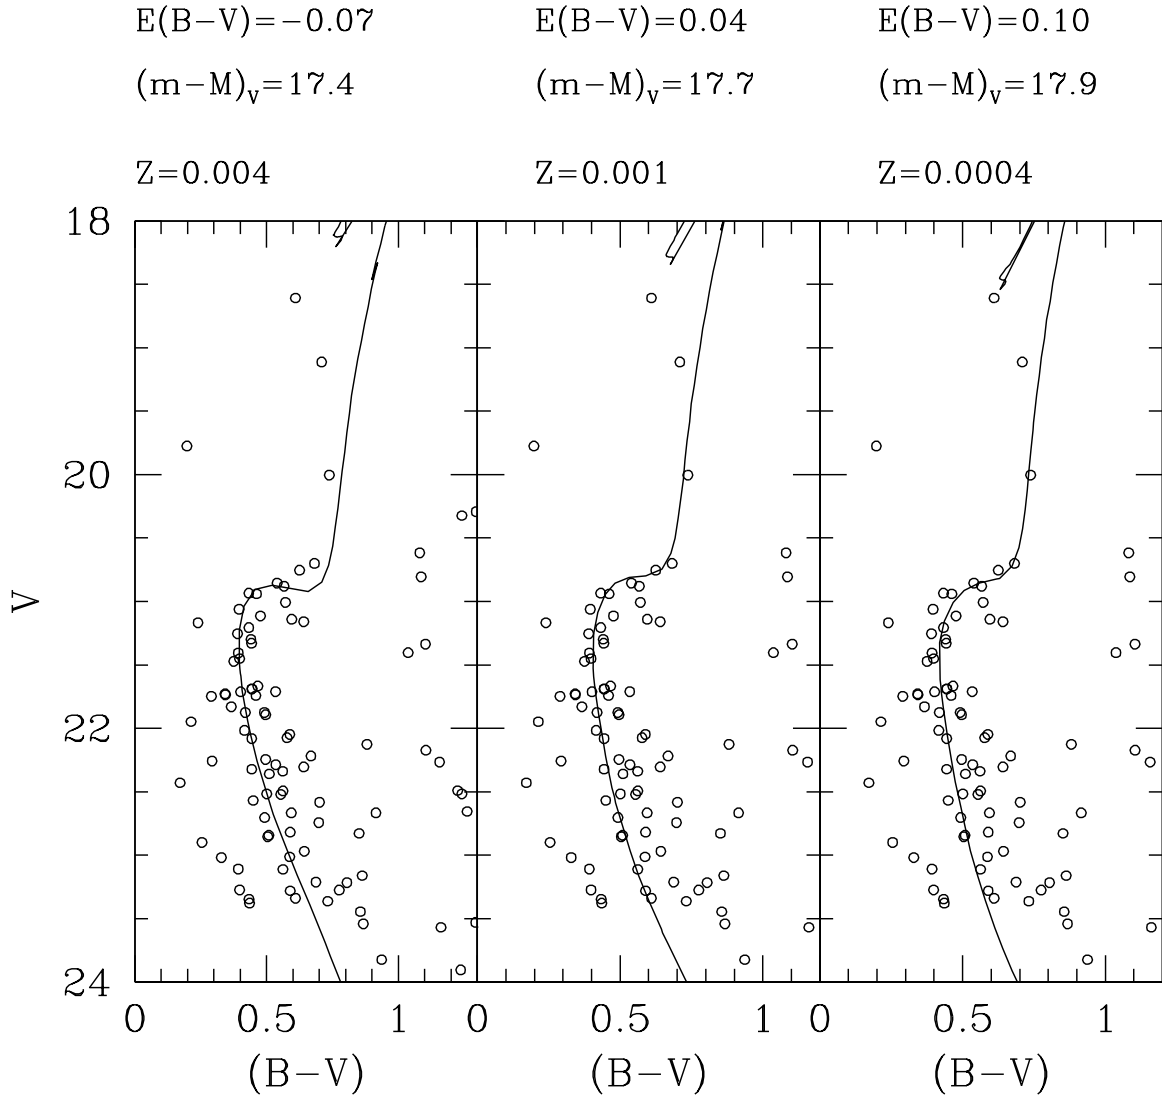 E(B−V)=−0.07 E(B−V)=0.04 E(B−V)=0.10
(m−M)V=17.4 (m−M)V=17.7 (m−M)V=17.9
Z=0.004 Z=0.001 Z=0.0004
18
20
V
22
24
0 0.5 1 0 0.5 1 0 0.5 1
(B−V) (B−V) (B−V)